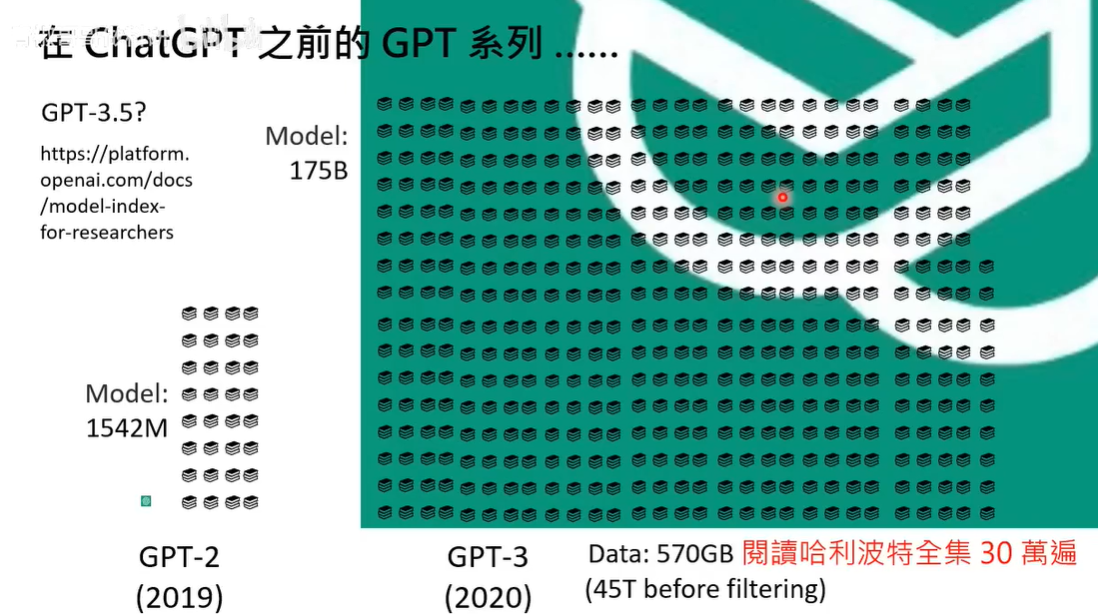 在 ChatGPT 之前的 GPT 系列 ......
GPT-3.5?
https://platform.
openai.com/docs
/model-index-
for-researchers
Model:
175B
Model:
1542M
GPT-2
(2019)
GPT-3
(2020)
Data: 570GB 閱讀哈利波特全集 30 萬遍
(45T before filtering)